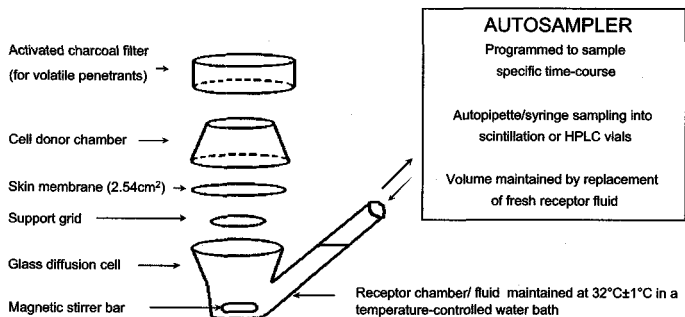 Activated charcoal filter
(for volatile penetrants)
Cell donor chamber
Skin membrane (2.54cm²)
Support grid
Glass diffusion cell
Magnetic stirrer bar
AUTOSAMPLER
Programmed to sample
specific time-course
Autopipette/syringe sampling into
scintillation or HPLC vials
Volume maintained by replacement
of fresh receptor fluid
Receptor chamber/ fluid maintained at 32°C±1°C in a
temperature-controlled water bath